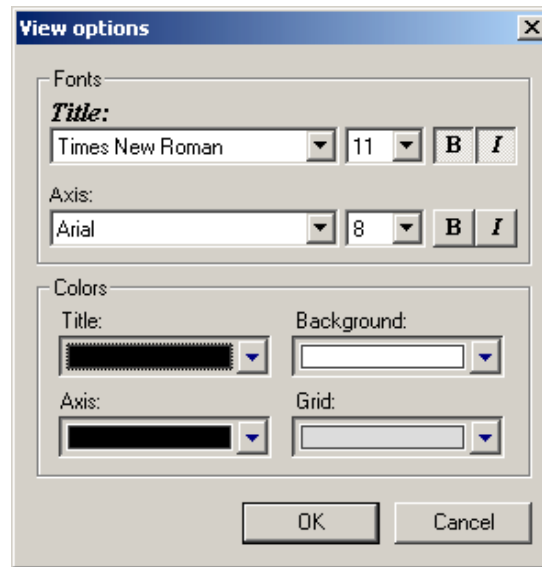 View options
Fonts
Title:
Times New Roman 11 B I
Axis:
Arial 8 B I
Colors
Title: Background:
Axis: Grid:
OK Cancel